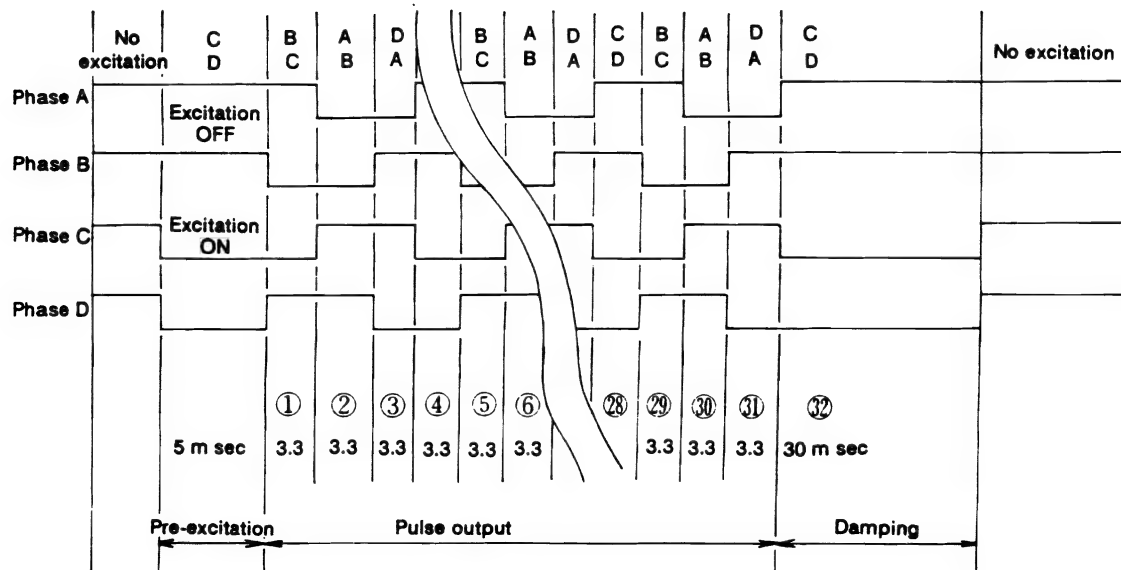 No excitation
C D
B C
A B
D A
B C
A B
D A
C D
B C
A B
D A
C D
No excitation
Phase A
Excitation OFF
Phase B
Phase C
Excitation ON
Phase D
① ② ③ ④ ⑤ ⑥ ㉘ ㉙ ㉚ ㉛ ㉜
5 m sec 3.3 3.3 3.3 3.3 3.3 3.3 3.3 3.3 3.3 30 m sec
Pre-excitation Pulse output Damping